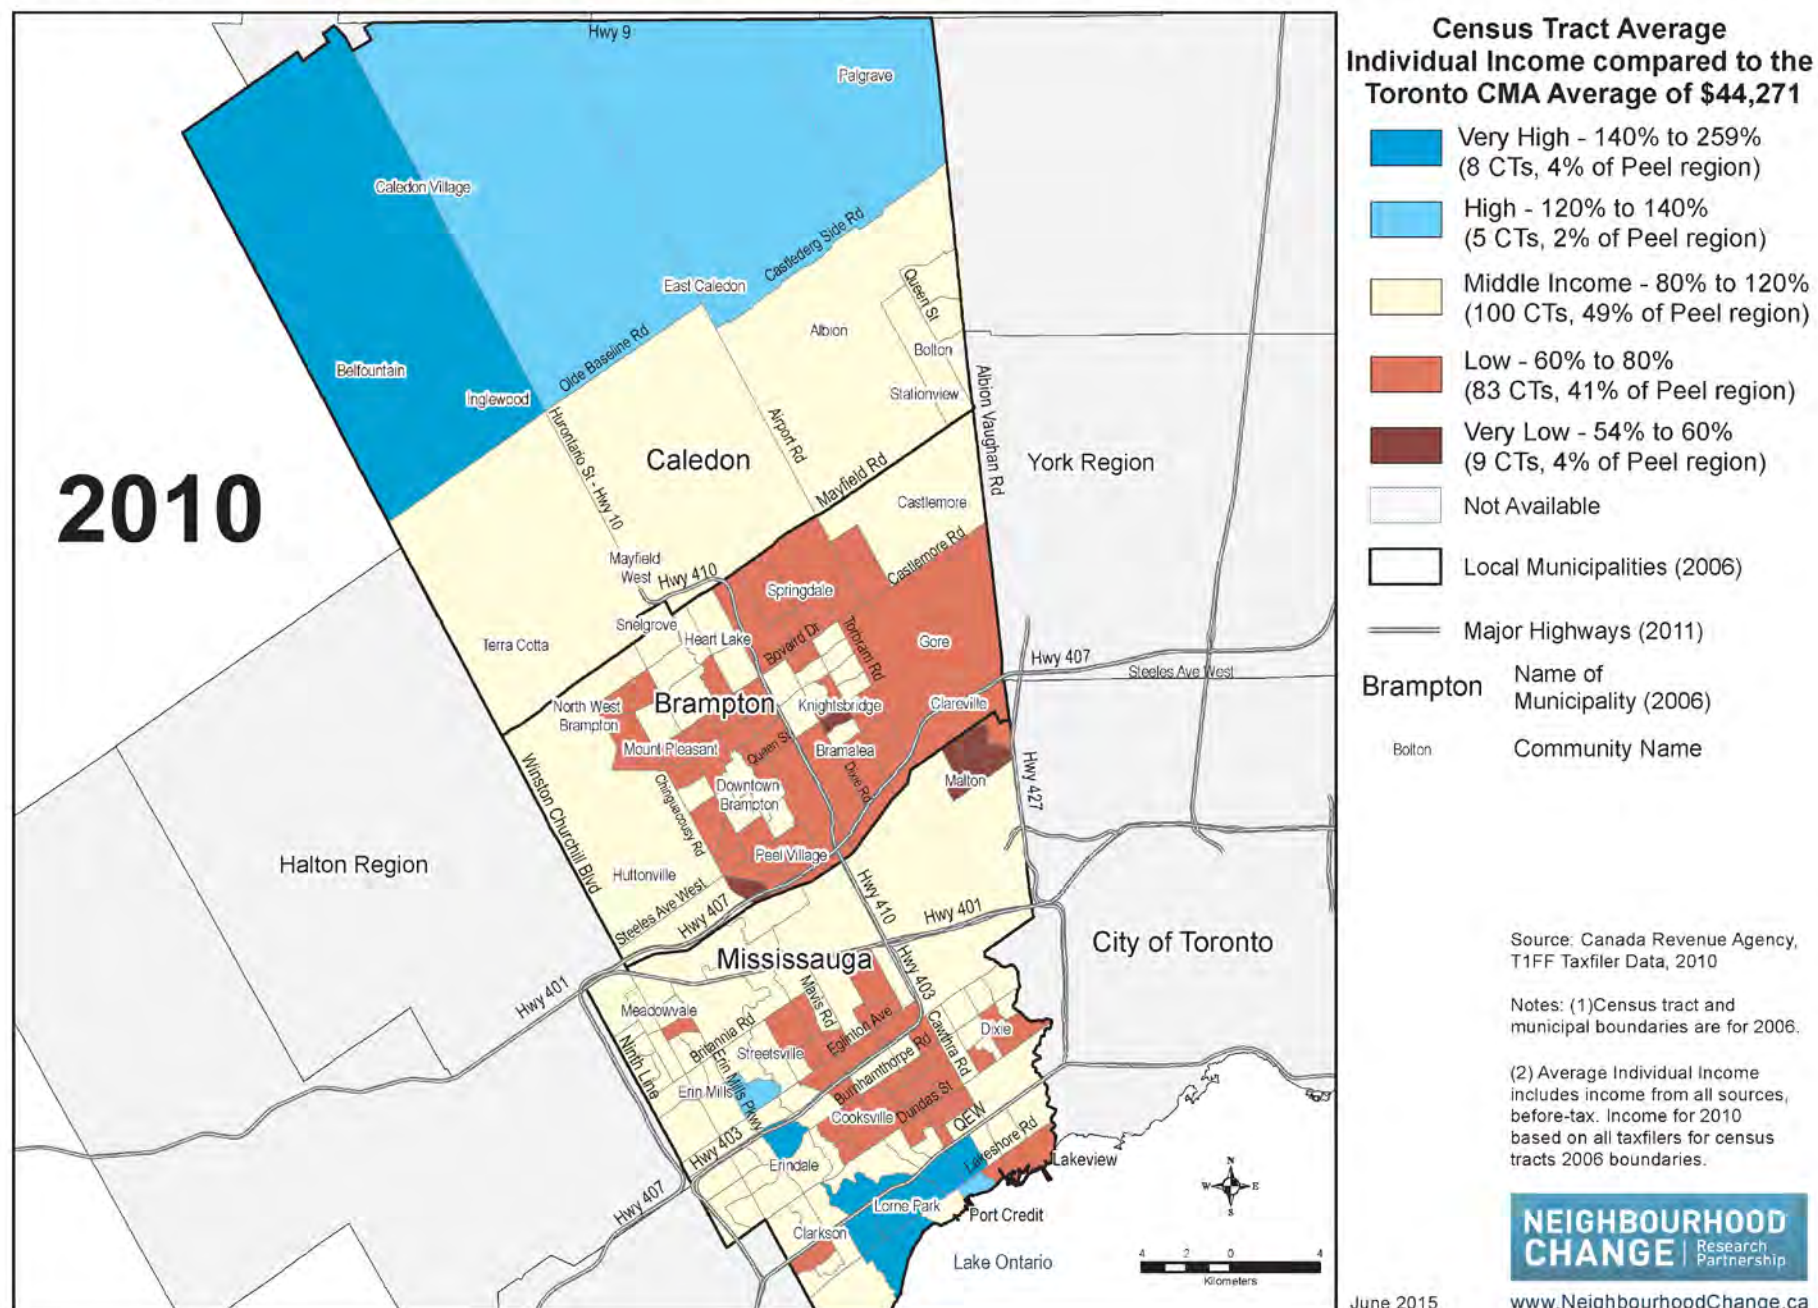 Hwy 9
Palgrave
Caledon Village
Castlederg Side Rd
East Caledon
Queen St
Albion
Olde Baseline Rd
Bolton
Belfountain
Inglewood
Stationview
Albion Vaughan Rd
Hurontario St - Hwy 10
Airport Rd
Caledon
York Region
Mayfield Rd
2010
Castlemore
Castlemore Rd
Mayfield
West
Hwy 410
Springdale
Snelgrove
Heart Lake
Bovaird Dr
Tororam Rd
Gore
Terra Cotta
Hwy 407
Steeles Ave West
Brampton
North West
Brampton
Knightsbridge
Clareville
Mount Pleasant
Queen St
Bramalea
Dixie Rd
Malton
Hwy 427
Downtown
Brampton
Chinguacousy Rd
Winston Churchill Blvd
Peel Village
Halton Region
Huttonville
Steeles Ave West
Hwy 407
Hwy 410
Hwy 401
City of Toronto
Mississauga
Hwy 401
Hwy 403
Mavis Rd
Meadowvale
Britannia Rd
Eglinton Ave
Cawthra Rd
Dixie
Ninth Line
Streetsville
Burnhamthorpe Rd
Erin Mills
Erin Mills Pkwy
Cooksville
Dundas St
QEW
Hwy 403
Erindale
Lakeshore Rd
Lakeview
Hwy 407
Lorne Park
Port Credit
Clarkson
Lake Ontario
N
W
E
S
4 2 0 4
Kilometers
Census Tract Average
Individual Income compared to the
Toronto CMA Average of $44,271
Very High - 140% to 259%
(8 CTs, 4% of Peel region)
High - 120% to 140%
(5 CTs, 2% of Peel region)
Middle Income - 80% to 120%
(100 CTs, 49% of Peel region)
Low - 60% to 80%
(83 CTs, 41% of Peel region)
Very Low - 54% to 60%
(9 CTs, 4% of Peel region)
Not Available
Local Municipalities (2006)
Major Highways (2011)
Brampton
Name of
Municipality (2006)
Bolton
Community Name
Source: Canada Revenue Agency,
T1FF Taxfiler Data, 2010
Notes: (1)Census tract and
municipal boundaries are for 2006.
(2) Average Individual Income
includes income from all sources,
before-tax. Income for 2010
based on all taxfilers for census
tracts 2006 boundaries.
NEIGHBOURHOOD
CHANGE | Research
Partnership
June 2015
www.NeighbourhoodChange.ca